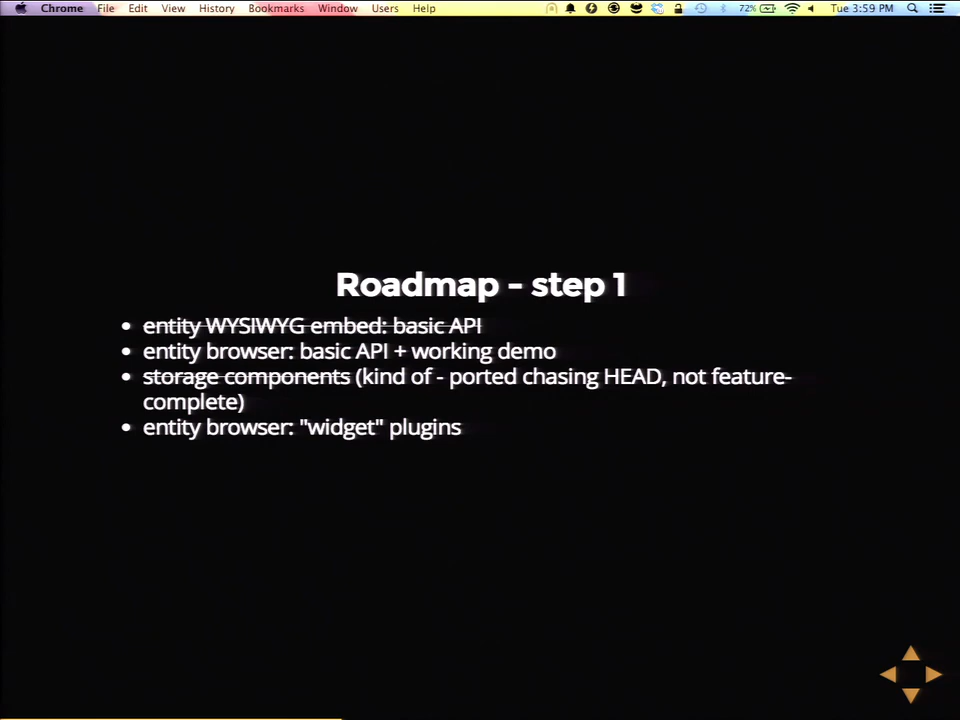 Chrome File Edit View History Bookmarks Window Users Help 72% Tue 3:59 PM
Roadmap - step 1
• entity WYSIWYG embed: basic API
• entity browser: basic API + working demo
• storage components (kind of - ported chasing HEAD, not feature-
complete)
• entity browser: "widget" plugins